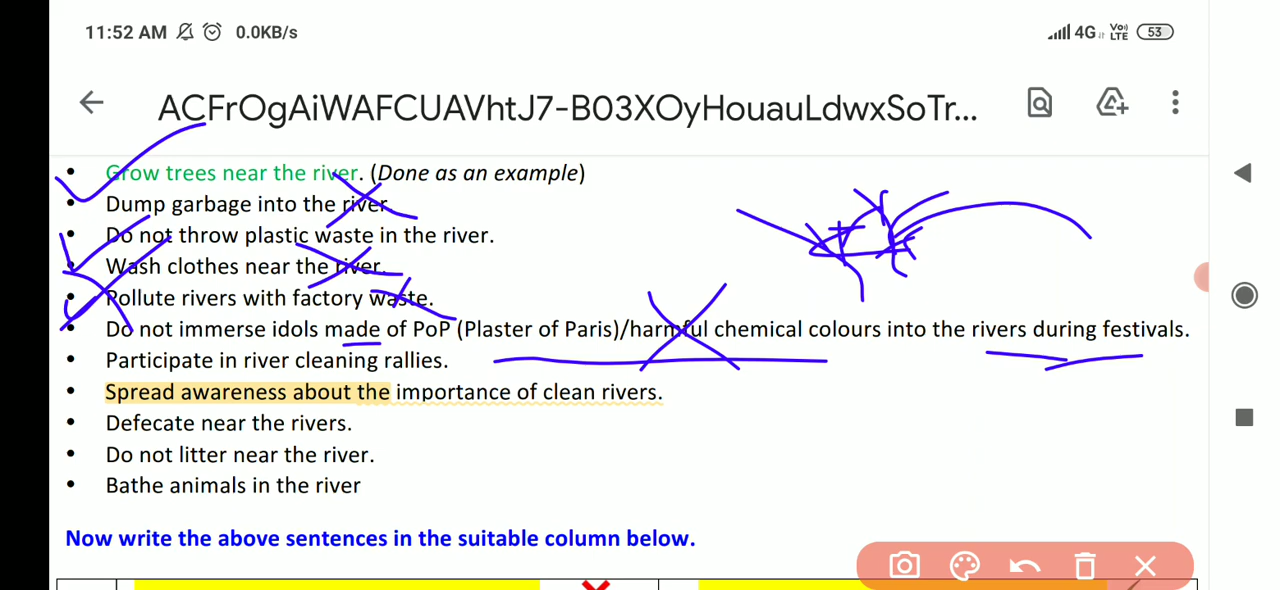 11:52 AM 0.0KB/s 4G Vo) LTE 53
ACFrOgAiWAFCUAVhtJ7-B03XOyHouauLdwxSoTr...
• Grow trees near the river. (Done as an example)
• Dump garbage into the river
• Do not throw plastic waste in the river.
• Wash clothes near the river.
• Pollute rivers with factory waste.
• Do not immerse idols made of PoP (Plaster of Paris)/harmful chemical colours into the rivers during festivals.
• Participate in river cleaning rallies.
• Spread awareness about the importance of clean rivers.
• Defecate near the rivers.
• Do not litter near the river.
• Bathe animals in the river
Now write the above sentences in the suitable column below.